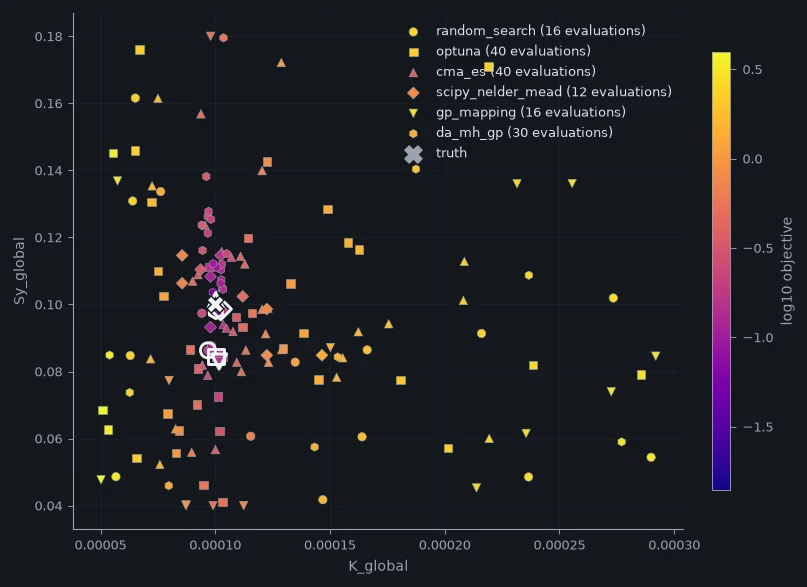 0.18
0.16
0.14
0.12
0.10
0.08
0.06
0.04
Sy_global
random_search (16 evaluations)
optuna (40 evaluations)
cma_es (40 evaluations)
scipy_nelder_mead (12 evaluations)
gp_mapping (16 evaluations)
da_mh_gp (30 evaluations)
truth
0.00005
0.00010
0.00015
0.00020
0.00025
0.00030
K_global
0.5
0.0
−0.5
−1.0
−1.5
log10 objective